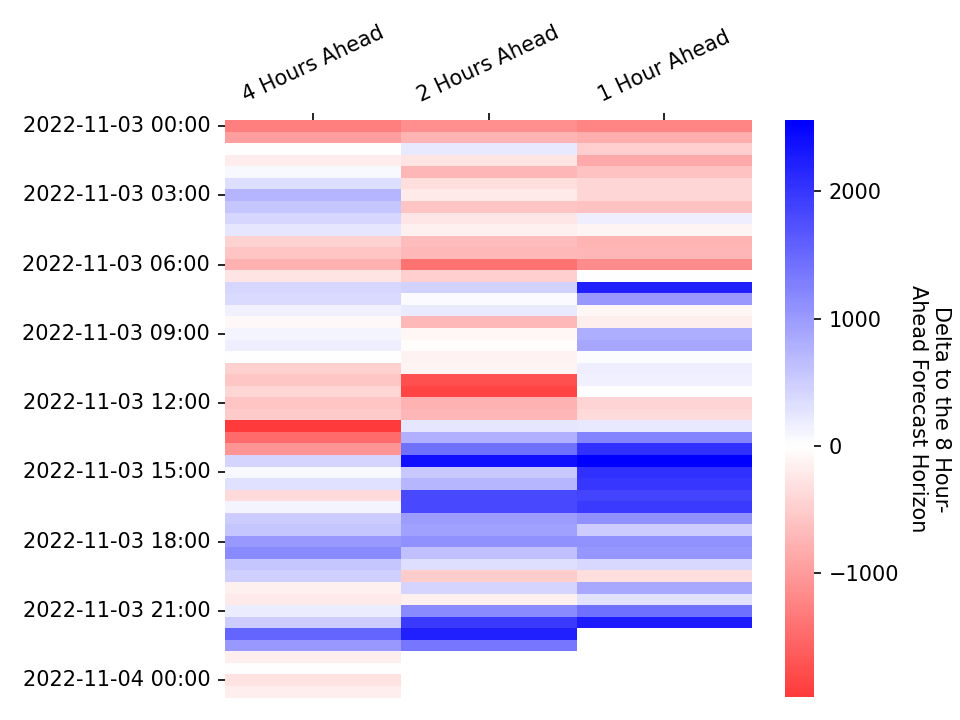 4 Hours Ahead
2 Hours Ahead
1 Hour Ahead
2022-11-03 00:00
2022-11-03 03:00
2022-11-03 06:00
2022-11-03 09:00
2022-11-03 12:00
2022-11-03 15:00
2022-11-03 18:00
2022-11-03 21:00
2022-11-04 00:00
2000
1000
0
−1000
Delta to the 8 Hour-
Ahead Forecast Horizon